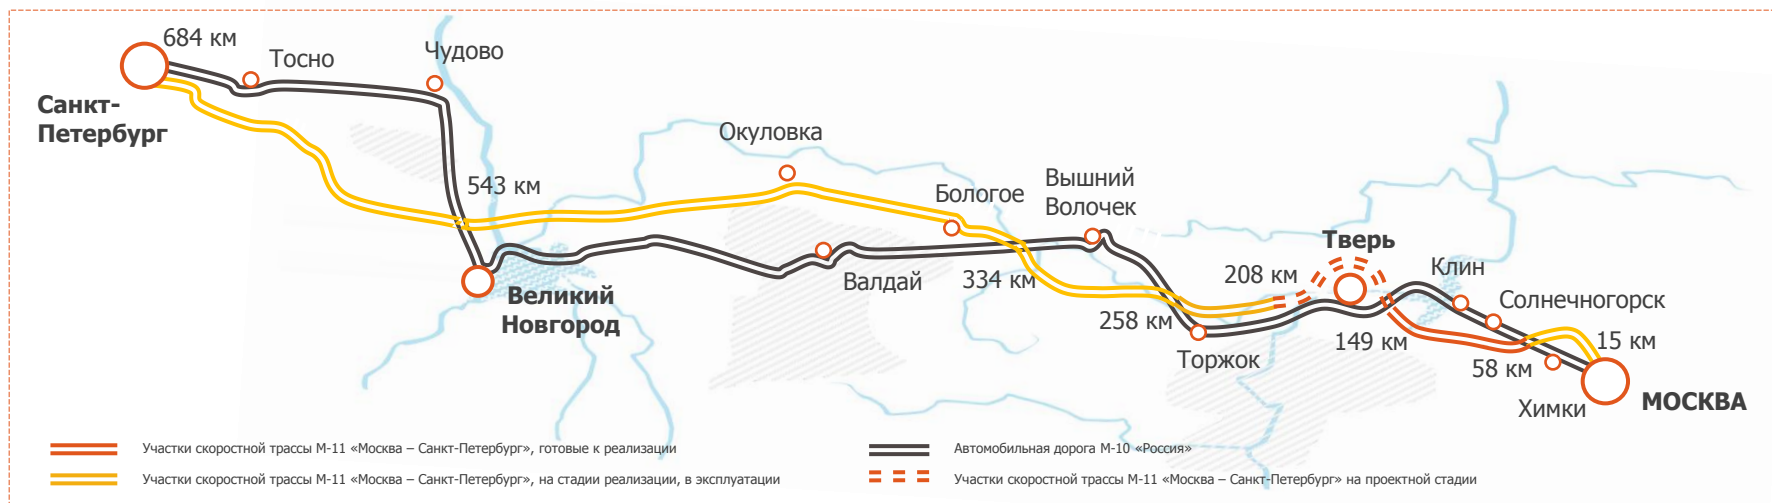 684 км
Тосно
Чудово
Санкт-
Петербург
Окуловка
543 км
Бологое
Вышний
Волочек
Тверь
Великий
Новгород
Валдай
334 км
208 км
Клин
Солнечногорск
258 км
Торжок
149 км
58 км
15 км
Химки
МОСКВА
Участки скоростной трассы М-11 «Москва – Санкт-Петербург», готовые к реализации
Участки скоростной трассы М-11 «Москва – Санкт-Петербург», на стадии реализации, в эксплуатации
Автомобильная дорога М-10 «Россия»
Участки скоростной трассы М-11 «Москва – Санкт-Петербург» на проектной стадии